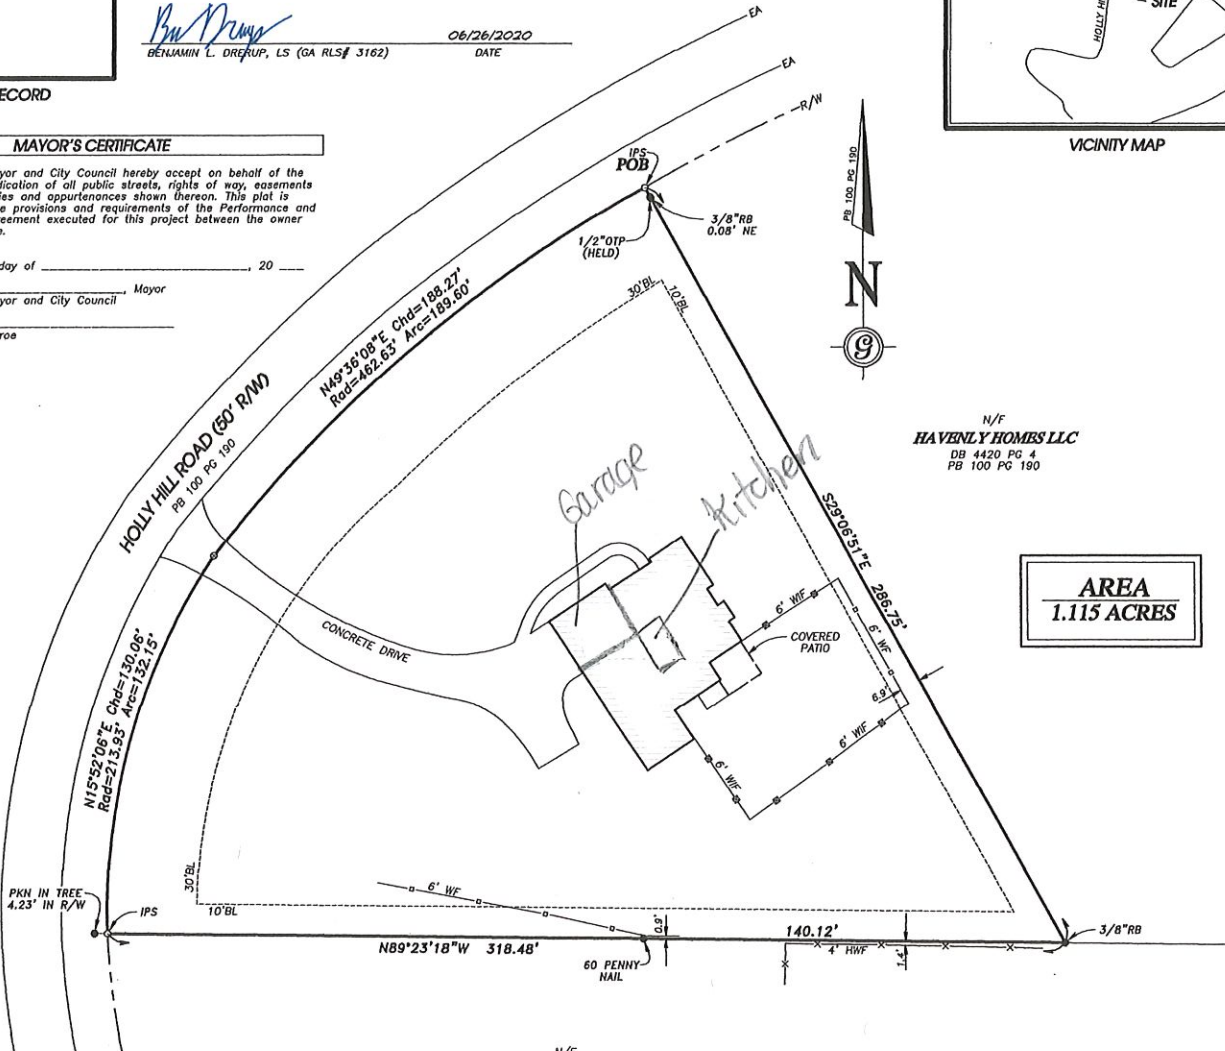 06/26/2020
BENJAMIN L. DRERUP, LS (GA RLS# 3162)
DATE
ECORD
MAYOR'S CERTIFICATE
yor and City Council hereby accept on behalf of the
dication of all public streets, rights of way, easements
ies and appurtenances shown thereon. This plat is
e provisions and requirements of the Performance and
reement executed for this project between the owner
e.
day of ____, 20 __
____, Mayor
yor and City Council
roe
EA
EA
R/W
HOLLY HI
SITE
VICINITY MAP
IPS
POB
3/8"RB
0.08' NE
1/2"OTP
(HELD)
PB 100 PG 190
N
G
30'BL
10'BL
N49°36'08"E Chd=188.27'
Rad=462.63' Arc=189.60'
HOLLY HILL ROAD (50' R/W)
PB 100 PG 190
N/F
HAVENLY HOMES LLC
DB 4420 PG 4
PB 100 PG 190
Garage
Kitchen
S29°06'51"E 286.75'
AREA
1.115 ACRES
CONCRETE DRIVE
6' WIF
COVERED
PATIO
6' WF
6.9'
6' WIF
6' WIF
N15°52'06"E Chd=130.06'
Rad=213.93' Arc=132.15'
30'BL
10'BL
PKN IN TREE
4.23' IN R/W
IPS
6' WF
N89°23'18"W 318.48'
60 PENNY
NAIL
0.9'
140.12'
4' HWF
1.4'
3/8"RB
N/F